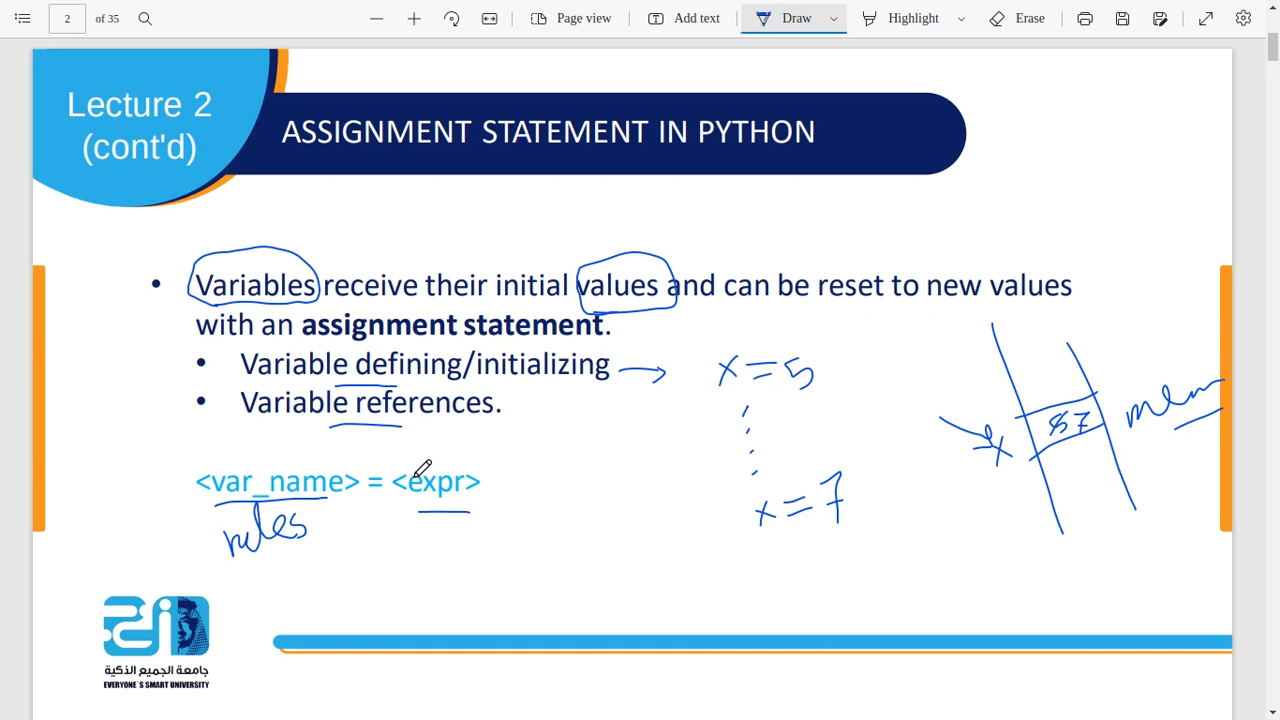 2 of 35 Page view Add text Draw Highlight Erase
Lecture 2
(cont'd)
ASSIGNMENT STATEMENT IN PYTHON
• Variables receive their initial values and can be reset to new values
with an assignment statement.
• Variable defining/initializing
x = 5
• Variable references.
x
57
mem
<var_name> = <expr>
rules
x = 7
جامعة الجميع الذكية
EVERYONE`S SMART UNIVERSITY